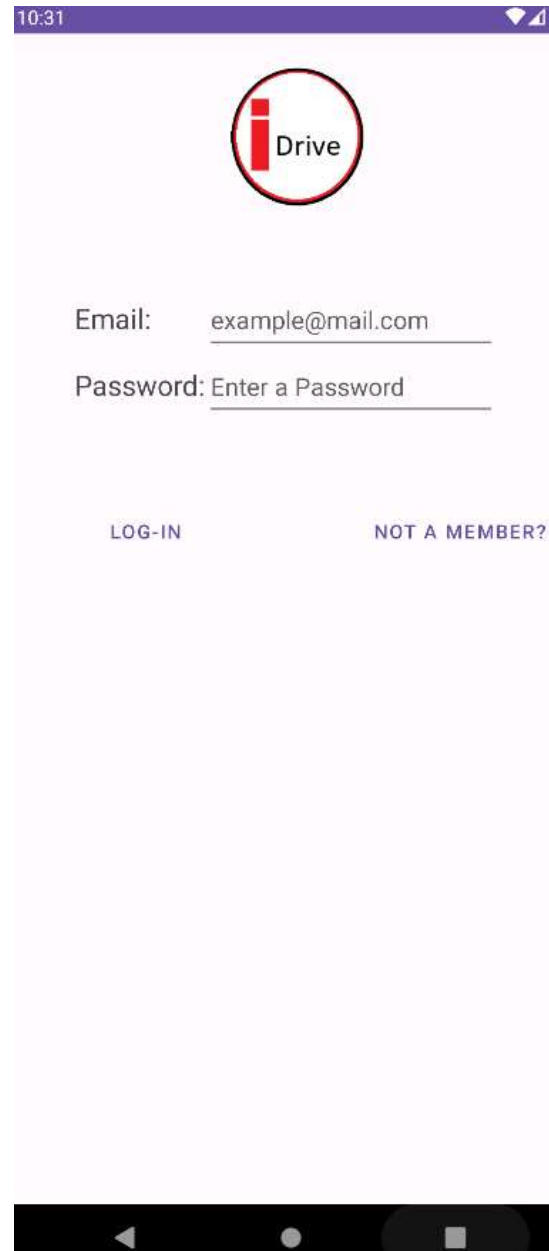 10:31
i Drive
Email: example@mail.com
Password: Enter a Password
LOG-IN NOT A MEMBER?